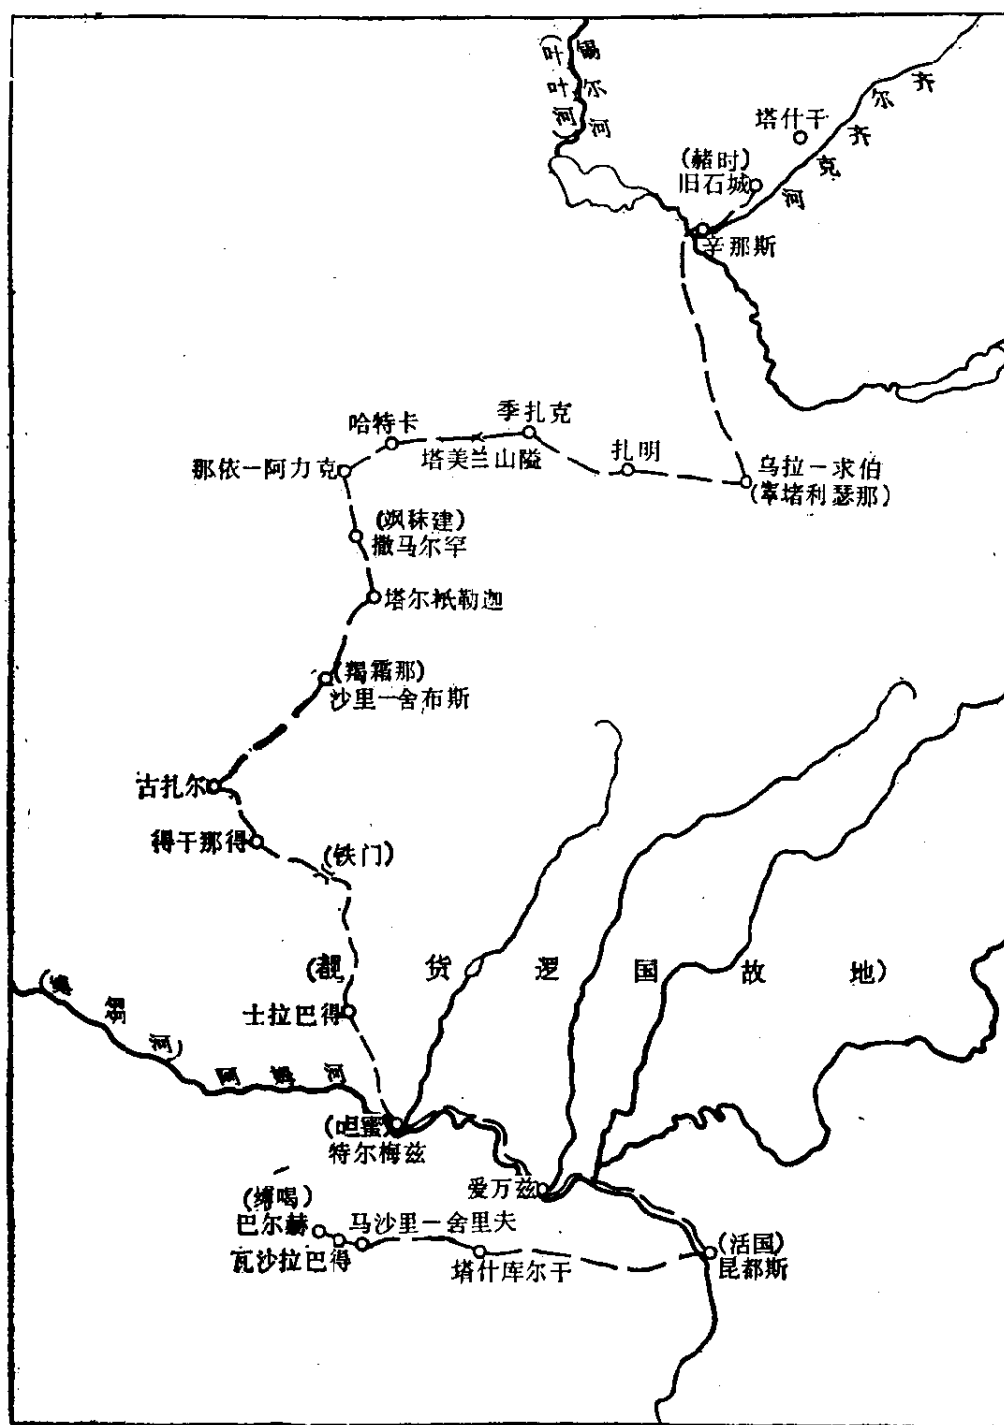 锡尔河
(叶叶河)
齐尔齐克河
塔什干
(赭时)
旧石城
辛那斯
季扎克
哈特卡
塔美兰山隘
扎明
那依一阿力克
乌拉一求伯
(窣堵利瑟那)
(飒秣建)
撒马尔罕
塔尔祇勒迦
(羯霜那)
沙里一舍布斯
古扎尔
得干那得
(铁门)
(覩货逻国故地)
士拉巴得
河)
阿姆河
(呾蜜)
特尔梅兹
爱万兹
(缚喝)
巴尔赫
马沙里一舍里夫
瓦沙拉巴得
塔什库尔干
(活国)
昆都斯